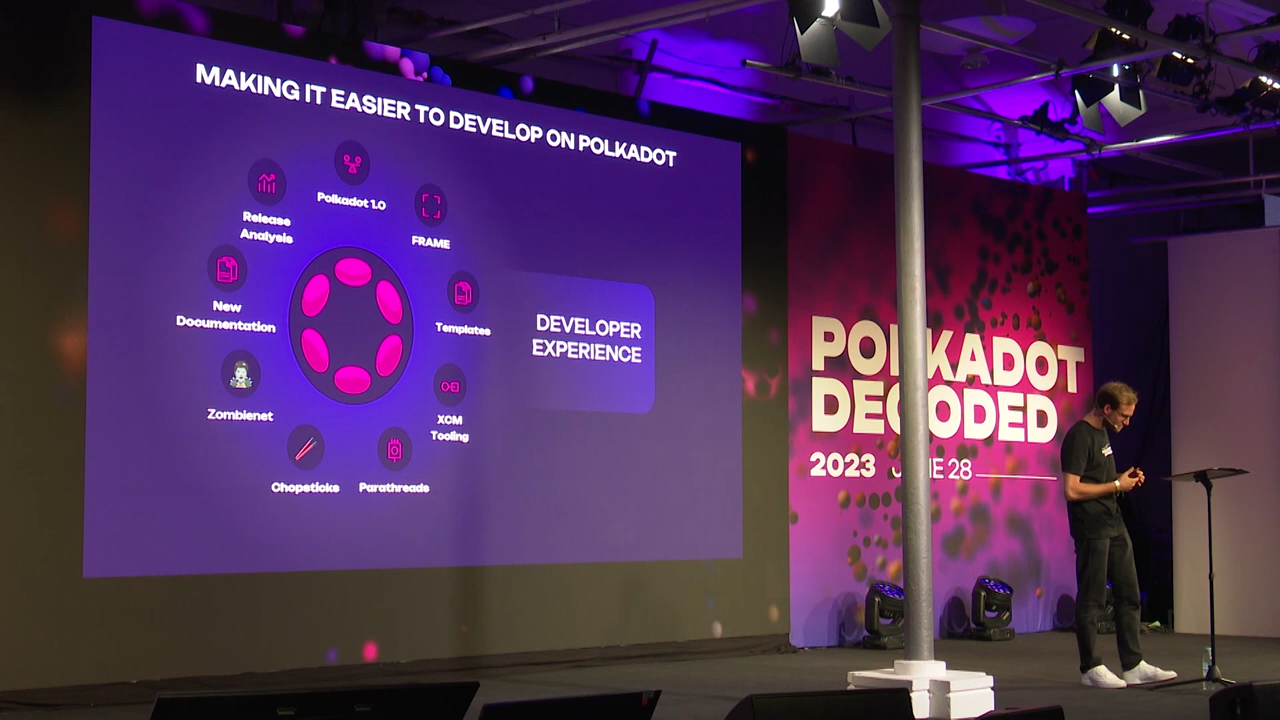 MAKING IT EASIER TO DEVELOP ON POLKADOT
Polkadot 1.0
Release
Analysis
FRAME
New
Documentation
Templates
DEVELOPER
EXPERIENCE
Zombienet
XCM
Tooling
Chopsticks
Parathreads
POLKADOT
DECODED
2023 JUNE 28